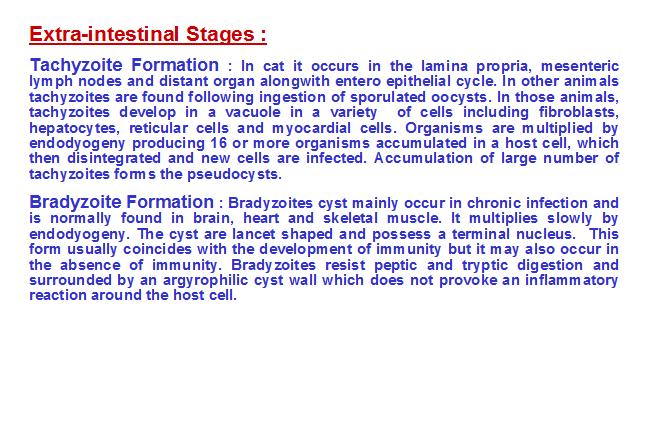 Extra-intestinal Stages :
Tachyzoite Formation : In cat it occurs in the lamina propria, mesenteric
lymph nodes and distant organ alongwith entero epithelial cycle. In other animals
tachyzoites are found following ingestion of sporulated oocysts. In those animals,
tachyzoites develop in a vacuole in a variety of cells including fibroblasts,
hepatocytes, reticular cells and myocardial cells. Organisms are multiplied by
endodyogeny producing 16 or more organisms accumulated in a host cell, which
then disintegrated and new cells are infected. Accumulation of large number of
tachyzoites forms the pseudocysts.
Bradyzoite Formation : Bradyzoites cyst mainly occur in chronic infection and
is normally found in brain, heart and skeletal muscle. It multiplies slowly by
endodyogeny. The cyst are lancet shaped and possess a terminal nucleus. This
form usually coincides with the development of immunity but it may also occur in
the absence of immunity. Bradyzoites resist peptic and tryptic digestion and
surrounded by an argyrophilic cyst wall which does not provoke an inflammatory
reaction around the host cell.